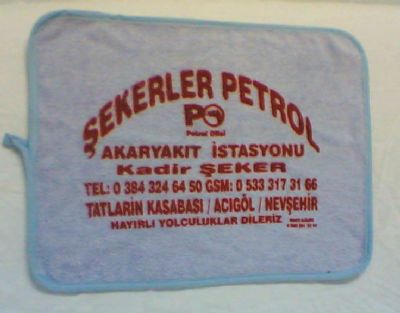 ŞEKERLER PETROL
PO
Petrol Ofisi
AKARYAKIT İSTASYONU
Kadir ŞEKER
TEL: 0 384 324 64 50 GSM: 0 533 317 31 66
TATLARİN KASABASI / ACIGÖL / NEVŞEHİR
HAYIRLI YOLCULUKLAR DİLERİZ